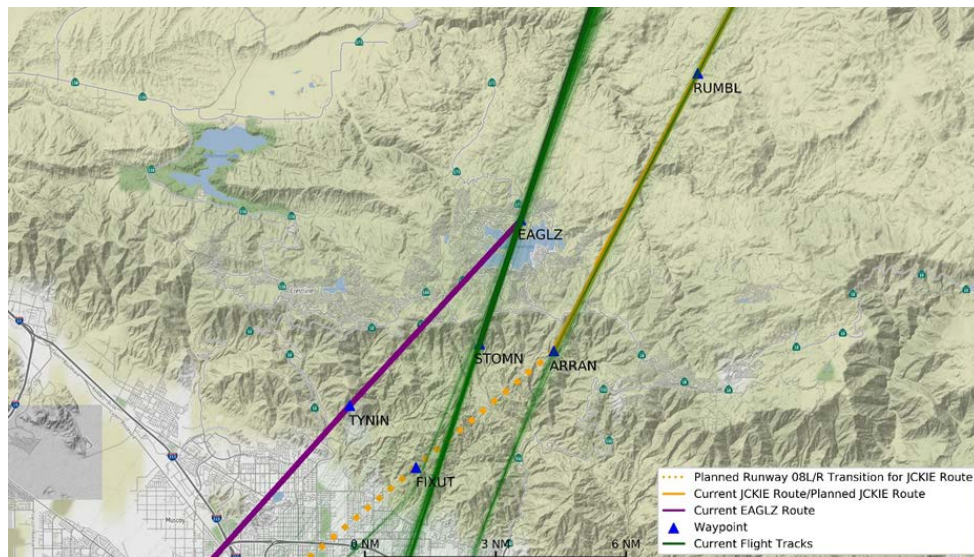 RUMBL
EAGLZ
STOMN
ARRAN
TYNIN
FIXUT
Muscoy
0 NM
3 NM
6 NM
Planned Runway 08L/R Transition for JCKIE Route
Current JCKIE Route/Planned JCKIE Route
Current EAGLZ Route
Waypoint
Current Flight Tracks